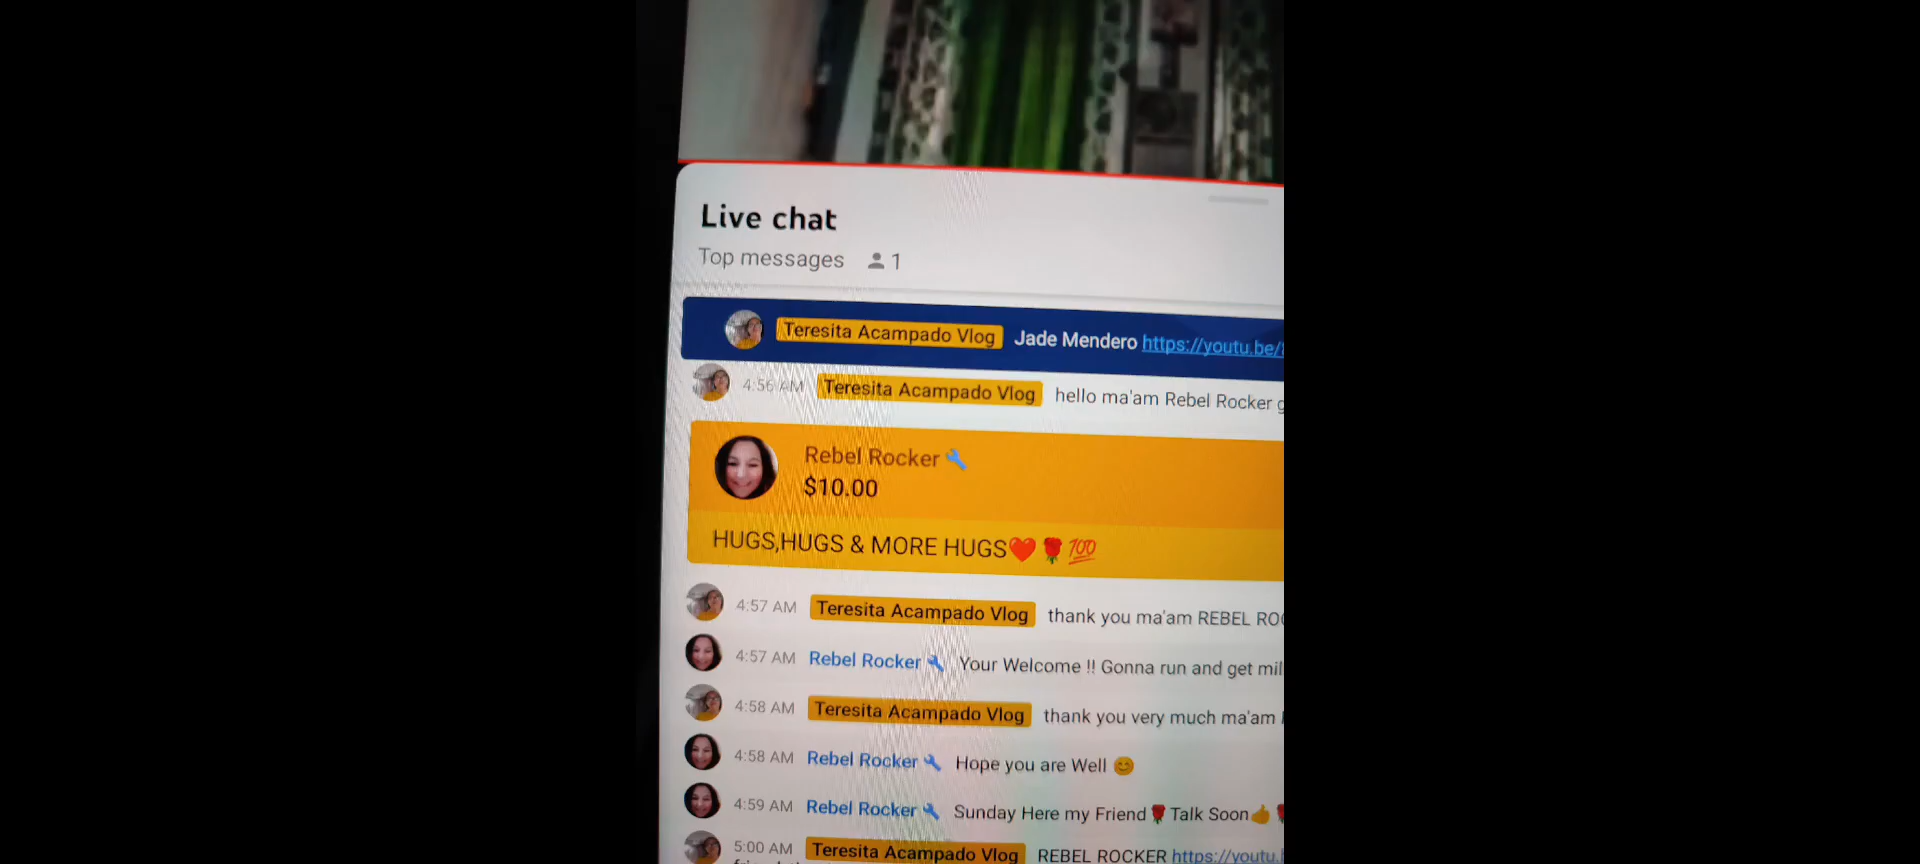 Live chat
Top messages 1
Teresita Acampado Vlog Jade Mendero https://youtu.be/
4:56 AM Teresita Acampado Vlog hello ma'am Rebel Rocker g
Rebel Rocker
$10.00
HUGS,HUGS & MORE HUGS❤️🌹💯
4:57 AM Teresita Acampado Vlog thank you ma'am REBEL RO
4:57 AM Rebel Rocker Your Welcome !! Gonna run and get mil
4:58 AM Teresita Acampado Vlog thank you very much ma'am
4:58 AM Rebel Rocker Hope you are Well 😊
4:59 AM Rebel Rocker Sunday Here my Friend🌹Talk Soon👍🌹
5:00 AM Teresita Acampado Vlog REBEL ROCKER https://youtu.